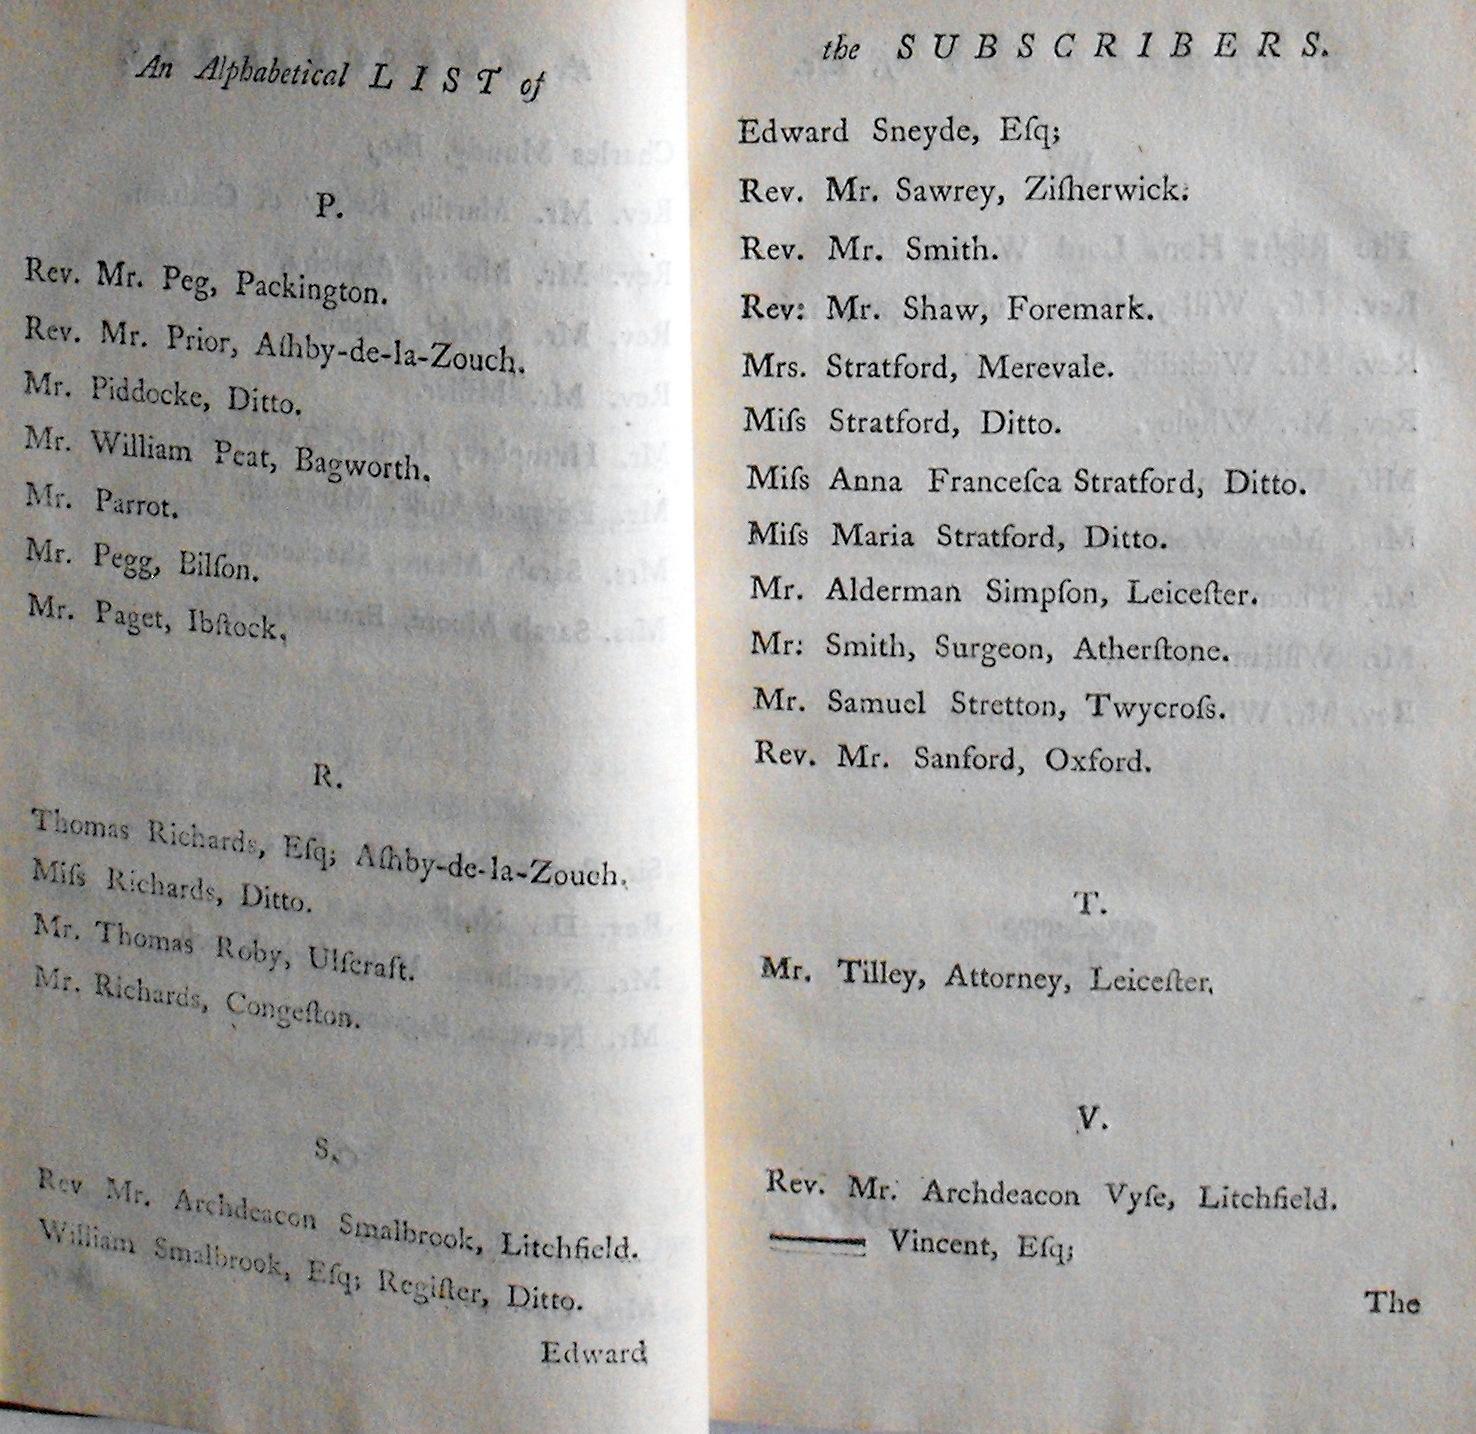 An Alphabetical LIST of
P.
Rev. Mr. Peg, Packington.
Rev. Mr. Prior, Aſhby-de-la-Zouch.
Mr. Piddocke, Ditto.
Mr. William Peat, Bagworth.
Mr. Parrot.
Mr. Pegg, Bilſon.
Mr. Paget, Ibſtock.
R.
Thomas Richards, Eſq; Aſhby-de-la-Zouch.
Miſs Richards, Ditto.
Mr. Thomas Roby, Ulſcraft.
Mr. Richards, Congeſton.
S.
Rev Mr. Archdeacon Smalbrook, Litchfield.
William Smalbrook, Eſq; Regiſter, Ditto.
Edward
the SUBSCRIBERS.
Edward Sneyde, Eſq;
Rev. Mr. Sawrey, Ziſherwick.
Rev. Mr. Smith.
Rev: Mr. Shaw, Foremark.
Mrs. Stratford, Merevale.
Miſs Stratford, Ditto.
Miſs Anna Franceſca Stratford, Ditto.
Miſs Maria Stratford, Ditto.
Mr. Alderman Simpſon, Leiceſter.
Mr: Smith, Surgeon, Atherſtone.
Mr. Samuel Stretton, Twycroſs.
Rev. Mr. Sanford, Oxford.
T.
Mr. Tilley, Attorney, Leiceſter.
V.
Rev. Mr. Archdeacon Vyſe, Litchfield.
—— Vincent, Eſq;
The